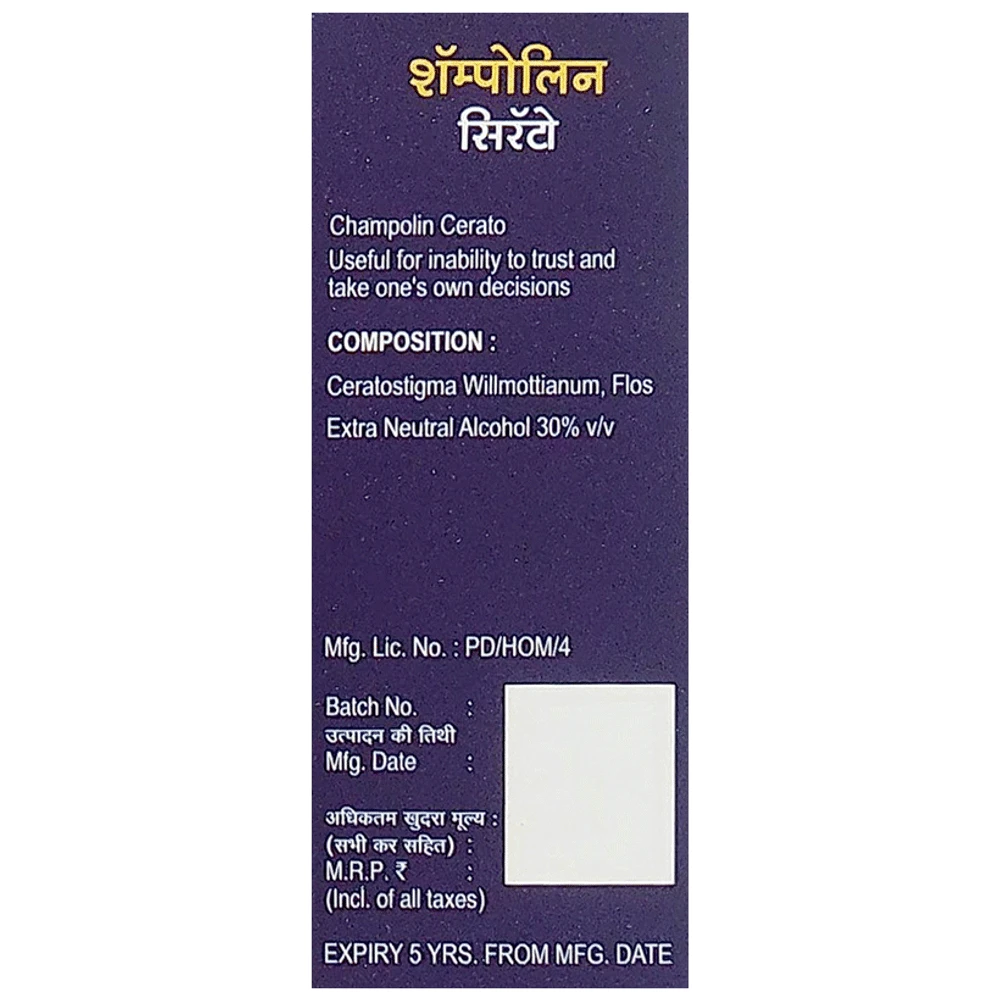 शॅम्पोलिन
सिरॅटो
Champolin Cerato
Useful for inability to trust and
take one's own decisions
COMPOSITION :
Ceratostigma Willmottianum, Flos
Extra Neutral Alcohol 30% v/v
Mfg. Lic. No. : PD/HOM/4
Batch No. :
उत्पादन की तिथी
Mfg. Date :
अधिकतम खुदरा मूल्य :
(सभी कर सहित) :
M.R.P. ₹ :
(Incl. of all taxes)
EXPIRY 5 YRS. FROM MFG. DATE